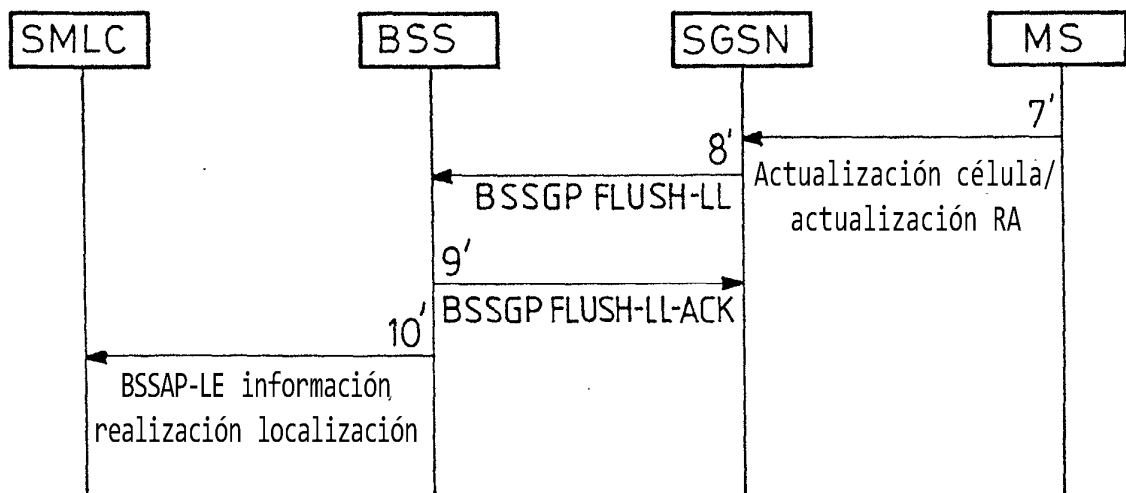 SMLC BSS SGSN MS
7'
8'
Actualización célula/
actualización RA
BSSGP FLUSH-LL
9'
BSSGP FLUSH-LL-ACK
10'
BSSAP-LE información
realización localización